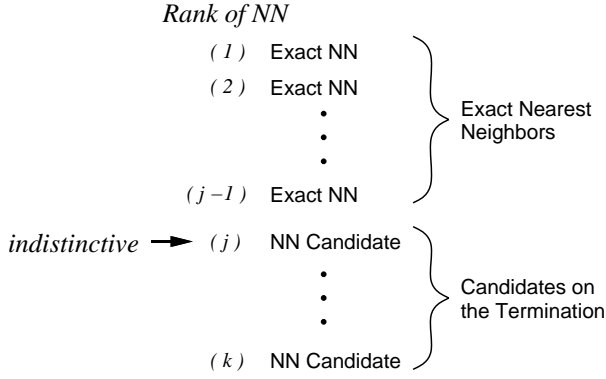 Rank of NN
( 1 ) Exact NN
( 2 ) Exact NN
Exact Nearest
Neighbors
( j –1 ) Exact NN
indistinctive ( j ) NN Candidate
Candidates on
the Termination
( k ) NN Candidate